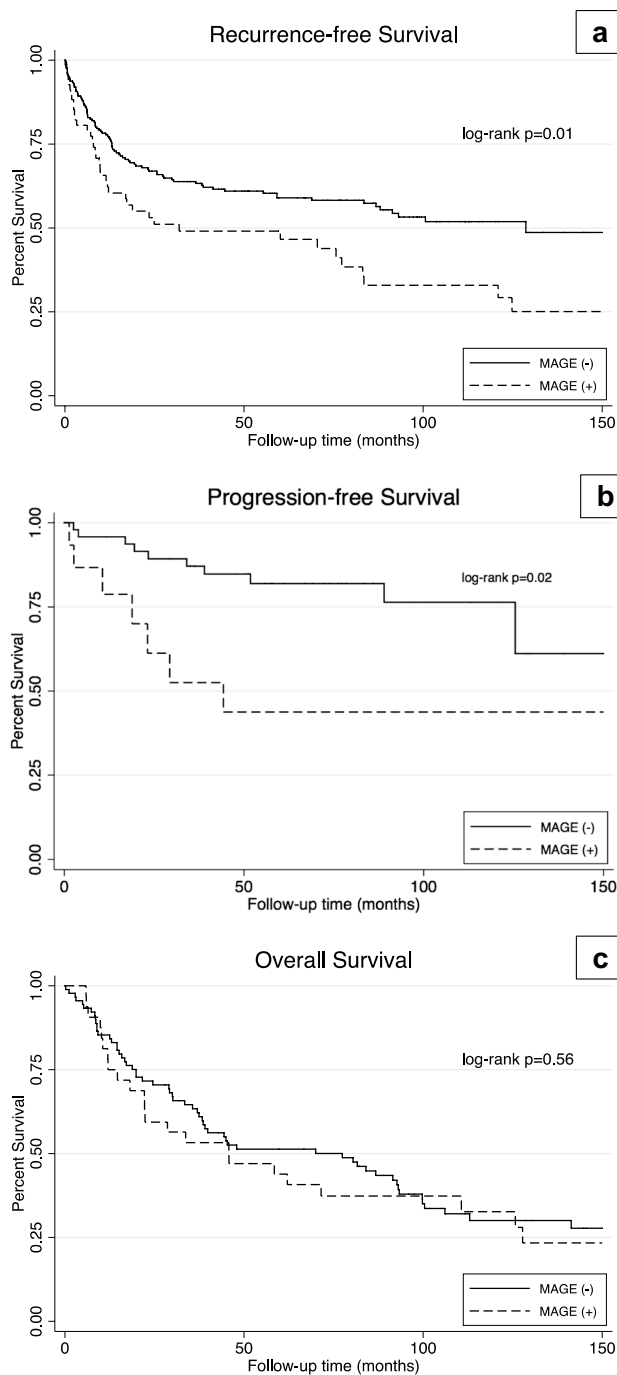 Recurrence-free Survival
a
log-rank p=0.01
Percent Survival
1.00
0.75
0.50
0.25
0.00
MAGE (-)
MAGE (+)
0 50 100 150
Follow-up time (months)
Progression-free Survival
b
log-rank p=0.02
Percent Survival
1.00
0.75
0.50
0.25
0.00
MAGE (-)
MAGE (+)
0 50 100 150
Follow-up time (months)
Overall Survival
c
log-rank p=0.56
Percent Survival
1.00
0.75
0.50
0.25
0.00
MAGE (-)
MAGE (+)
0 50 100 150
Follow-up time (months)